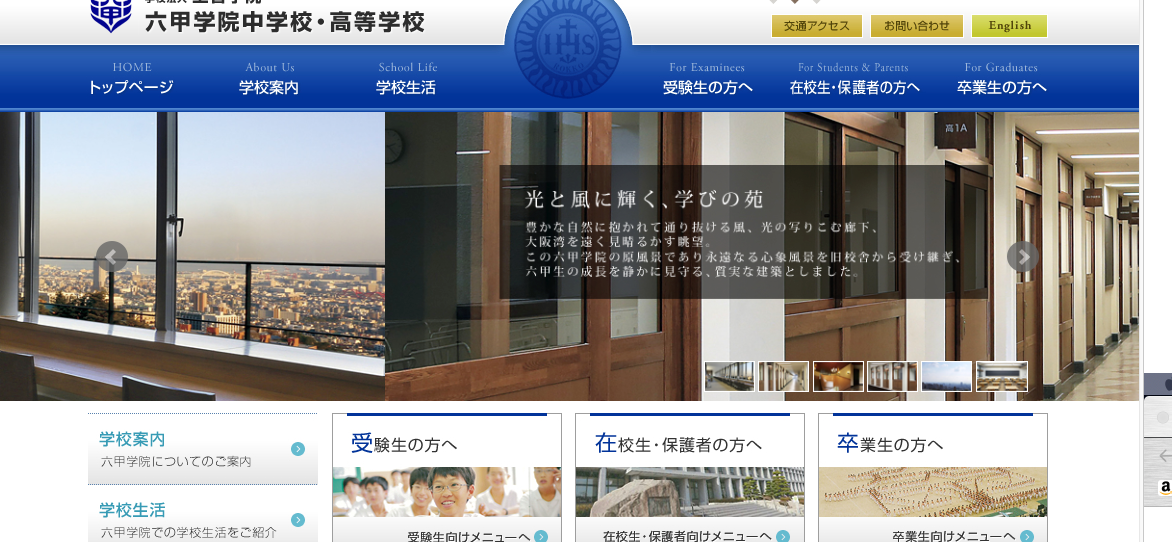 六甲学院中学校・高等学校
交通アクセス
お問い合わせ
English
HOME
トップページ
About Us
学校案内
School Life
学校生活
IHS
For Examinees
受験生の方へ
For Students & Parents
在校生・保護者の方へ
For Graduates
卒業生の方へ
高1A
光と風に輝く、学びの苑
豊かな自然に抱かれて通り抜ける風、光の写りこむ廊下、
大阪湾を遠く見晴るかす眺望。
この六甲学院の原風景であり永遠なる心象風景を旧校舎から受け継ぎ、
六甲生の成長を静かに見守る、質実な建築としました。
学校案内
六甲学院についてのご案内
学校生活
六甲学院での学校生活をご紹介
受験生の方へ
受験生向けメニューへ
在校生・保護者の方へ
在校生・保護者向けメニューへ
卒業生の方へ
卒業生向けメニューへ
a